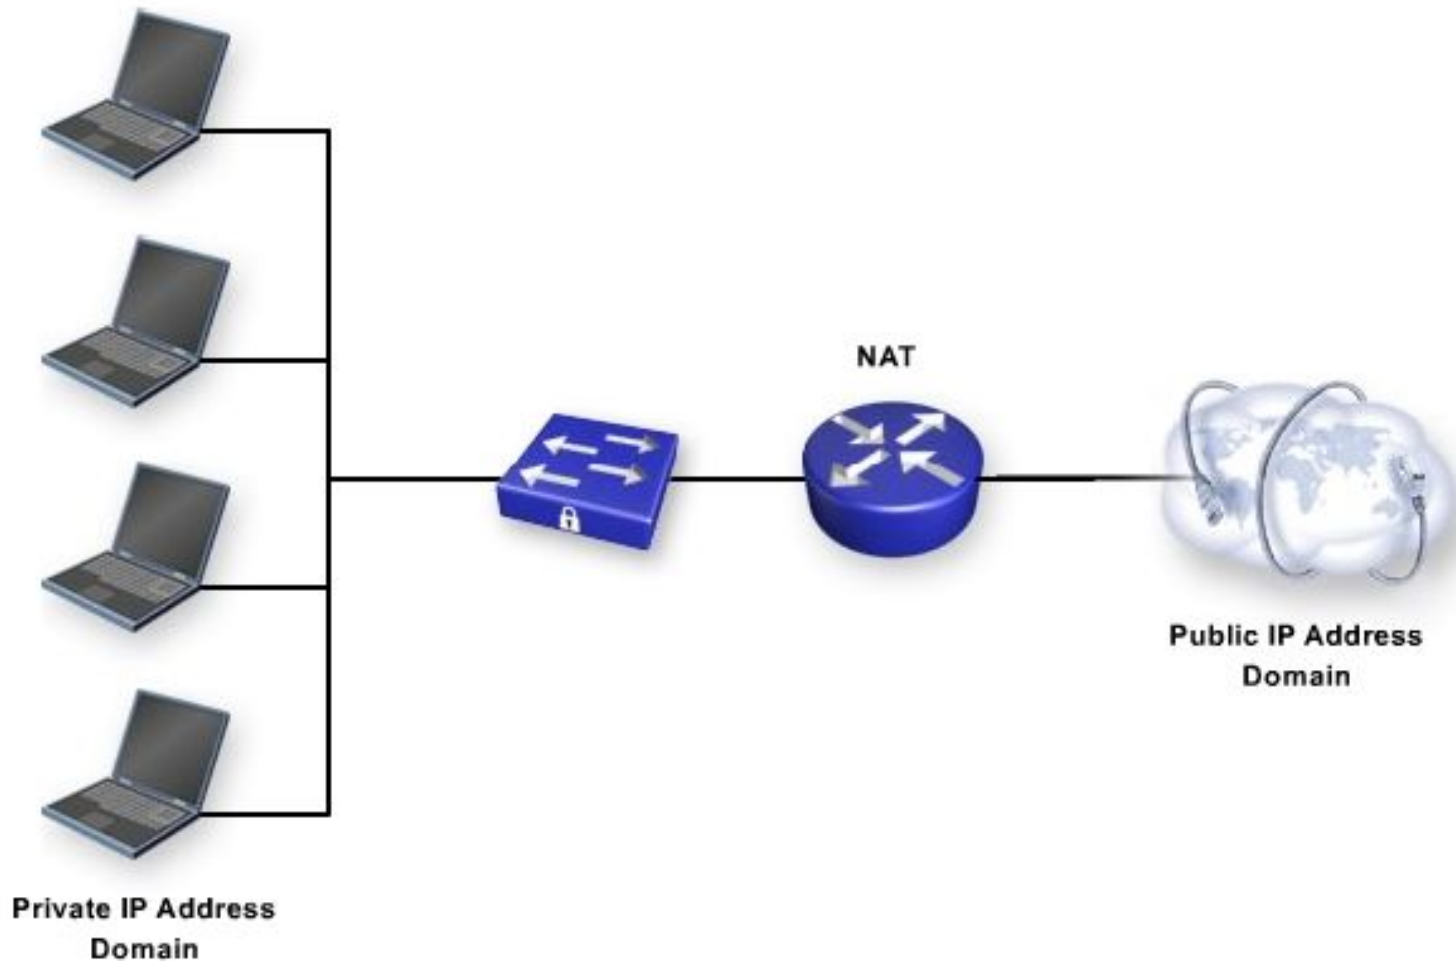 NAT
Public IP Address
Domain
Private IP Address
Domain